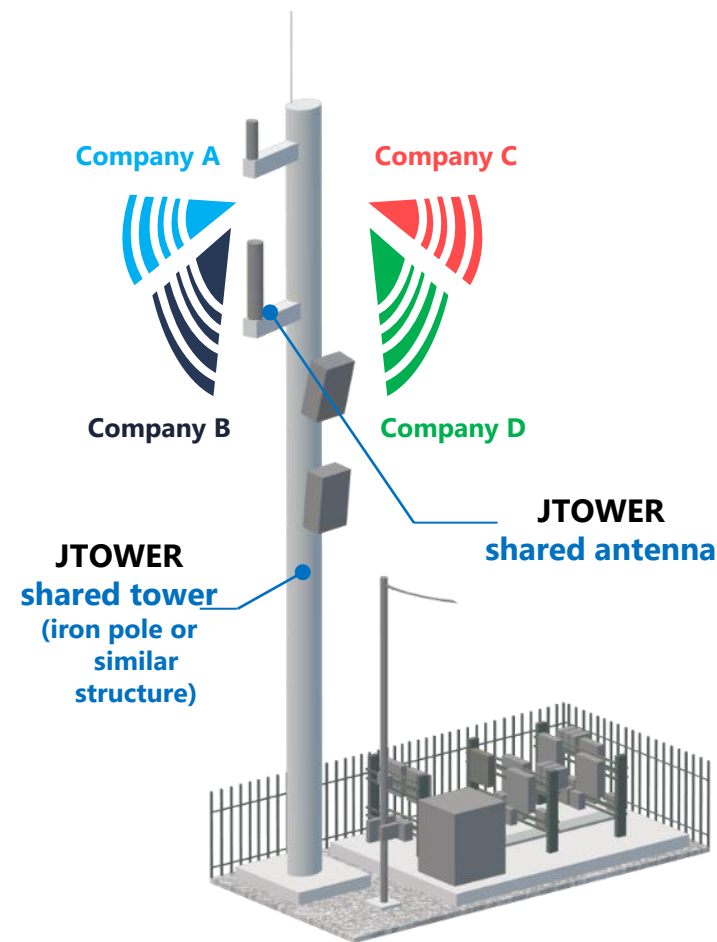 Company A
Company C
Company B
Company D
JTOWER
shared antenna
JTOWER
shared tower
(iron pole or
similar
structure)